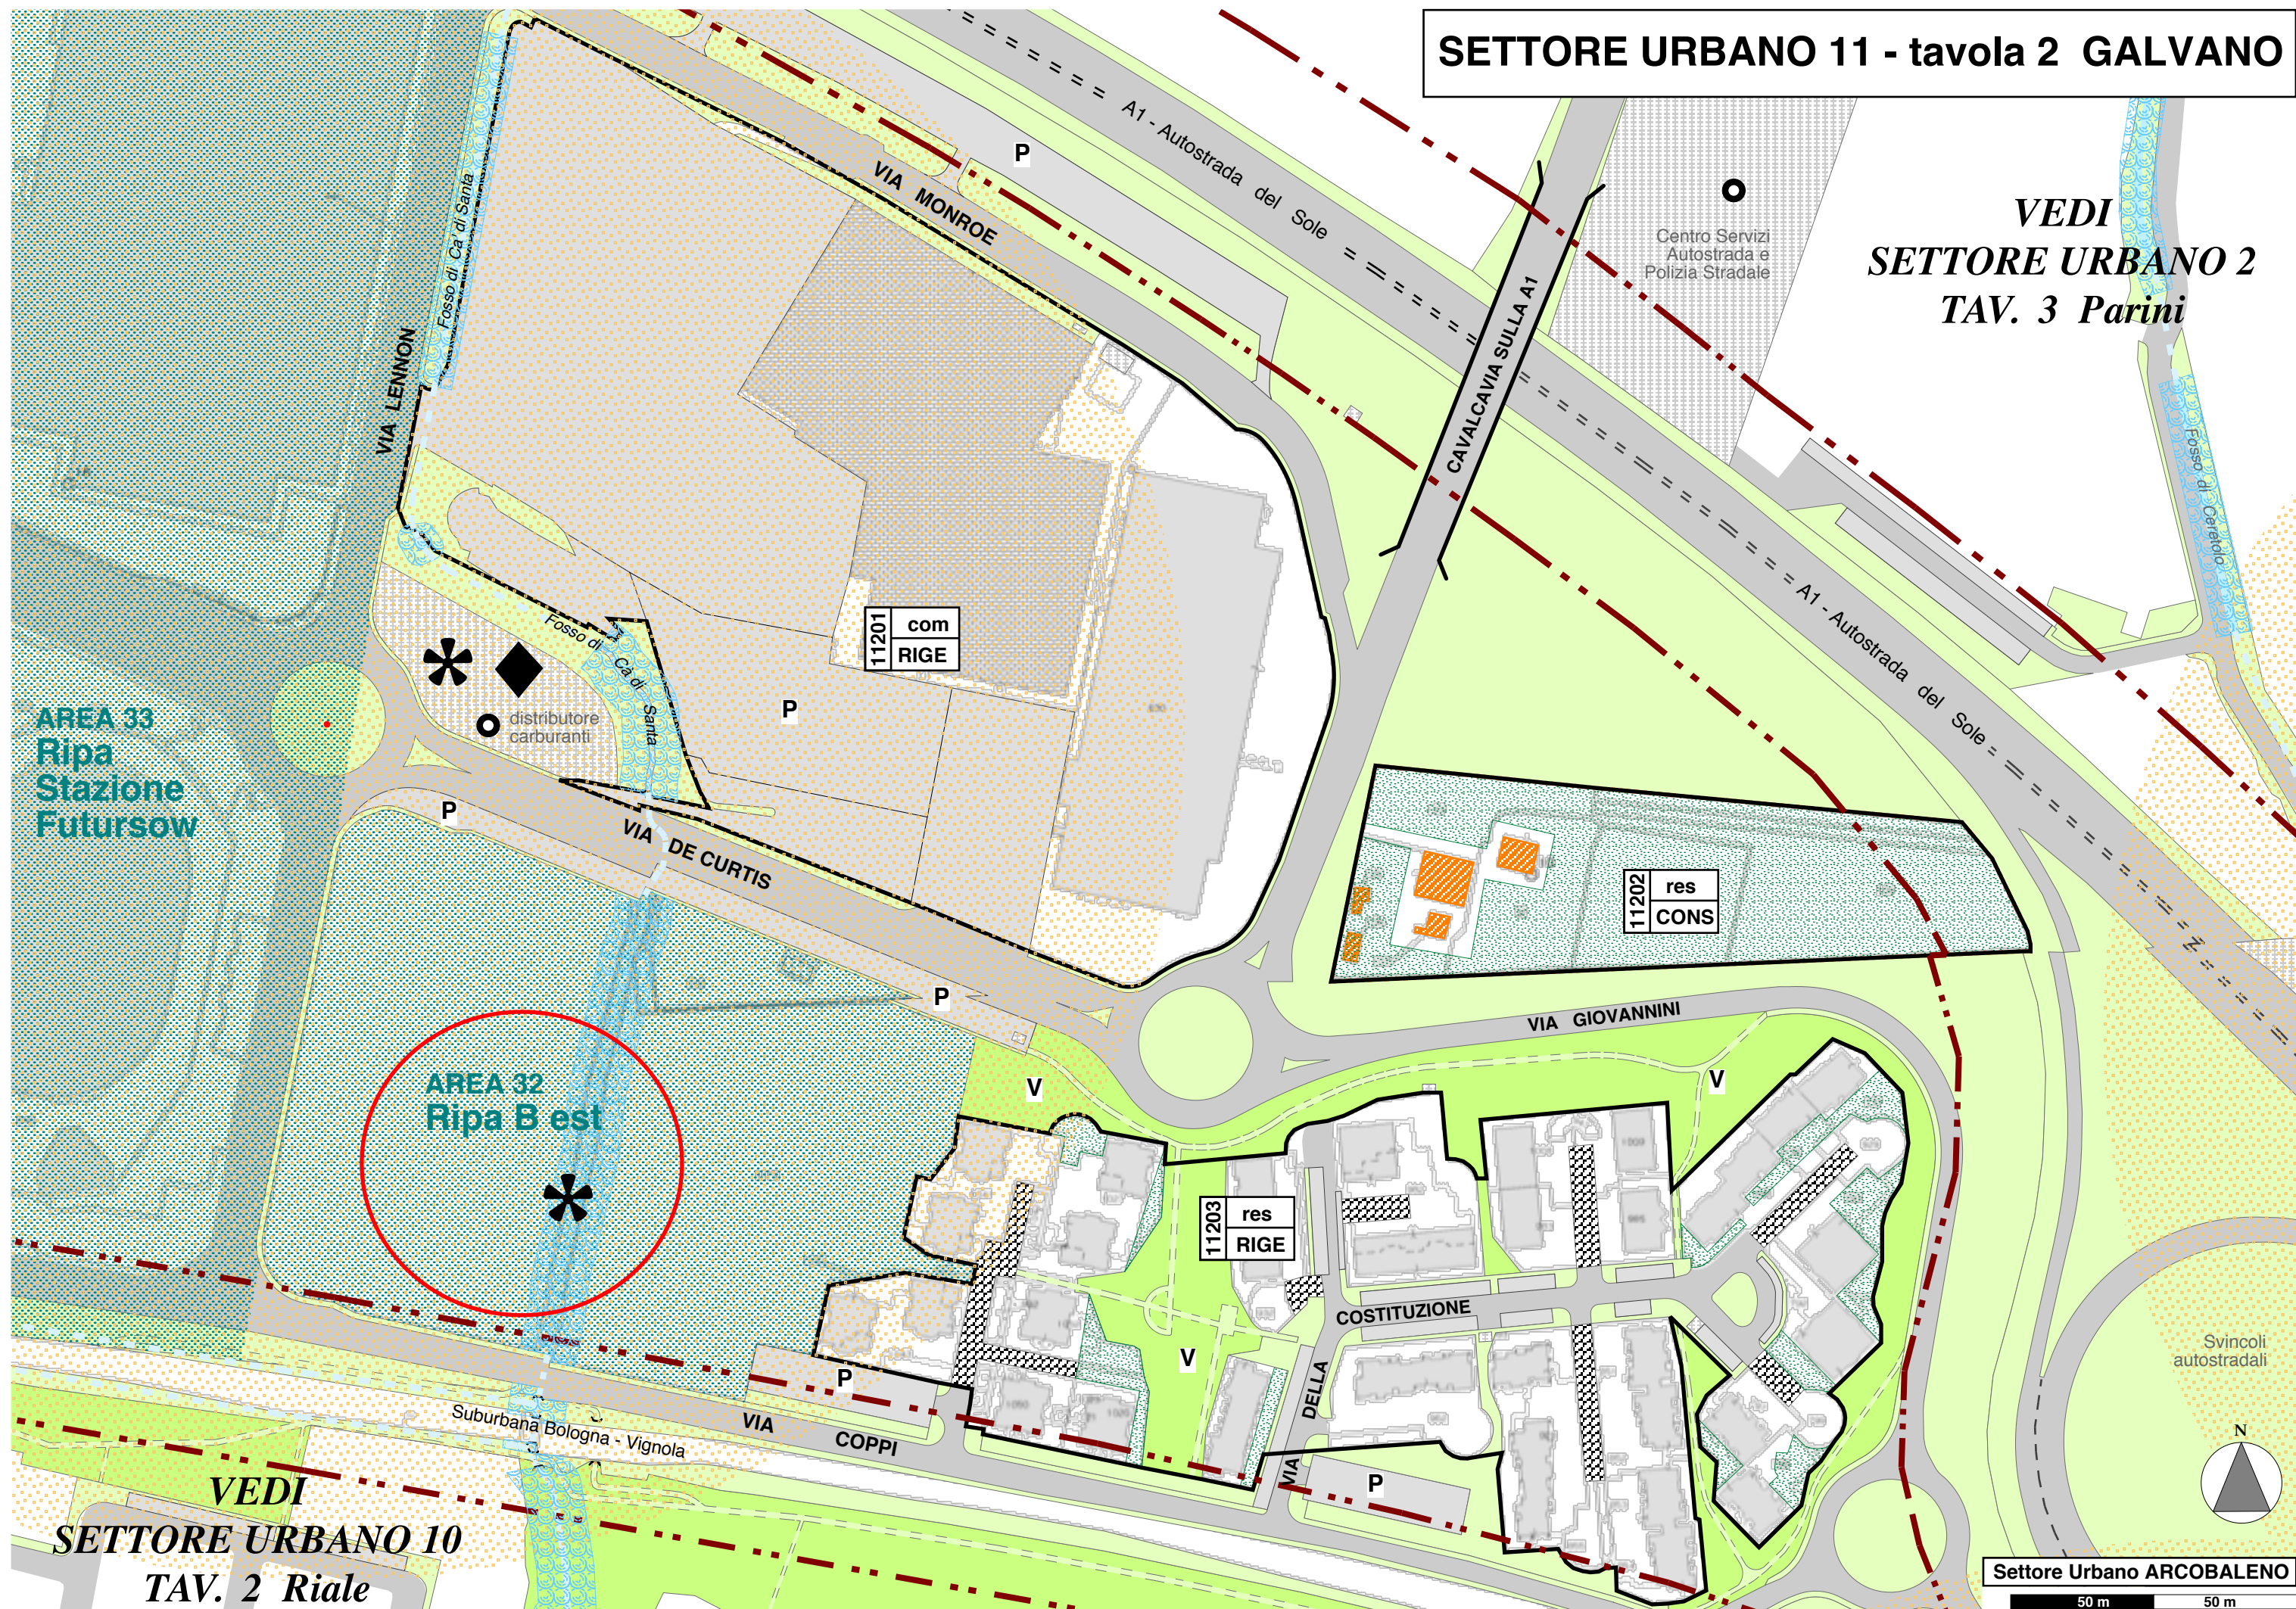 SETTORE URBANO 11 - tavola 2 GALVANO
A1 - Autostrada del Sole
P
VIA MONROE
Fosso di Ca' di Santa
VIA LENNON
CAVALCAVIA SULLA A1
Centro Servizi
Autostrada e
Polizia Stradale
VEDI
SETTORE URBANO 2
TAV. 3 Parini
Fosso di Ceretolo
11201
com
RIGE
Fosso di Cà di Santa
distributore
carburanti
P
A1 - Autostrada del Sole
AREA 33
Ripa
Stazione
Futursow
P
VIA DE CURTIS
11202
res
CONS
P
VIA GIOVANNINI
AREA 32
Ripa B est
V
V
11203
res
RIGE
COSTITUZIONE
DELLA
VIA
V
P
P
Svincoli
autostradali
Suburbana Bologna - Vignola
VIA COPPI
VEDI
SETTORE URBANO 10
TAV. 2 Riale
N
Settore Urbano ARCOBALENO
50 m
50 m